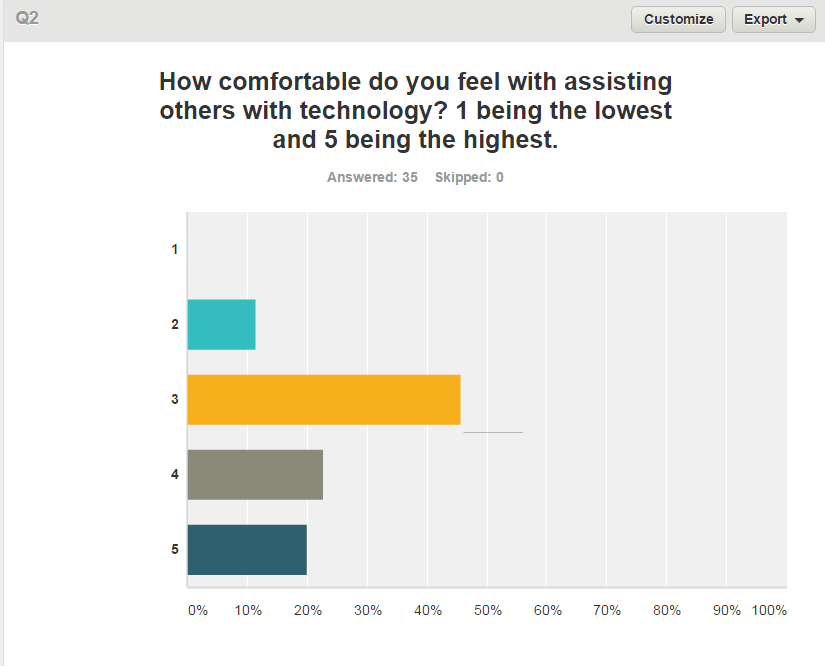 Q2
Customize
Export
How comfortable do you feel with assisting
others with technology? 1 being the lowest
and 5 being the highest.
Answered: 35 Skipped: 0
1
2
3
4
5
0% 10% 20% 30% 40% 50% 60% 70% 80% 90% 100%